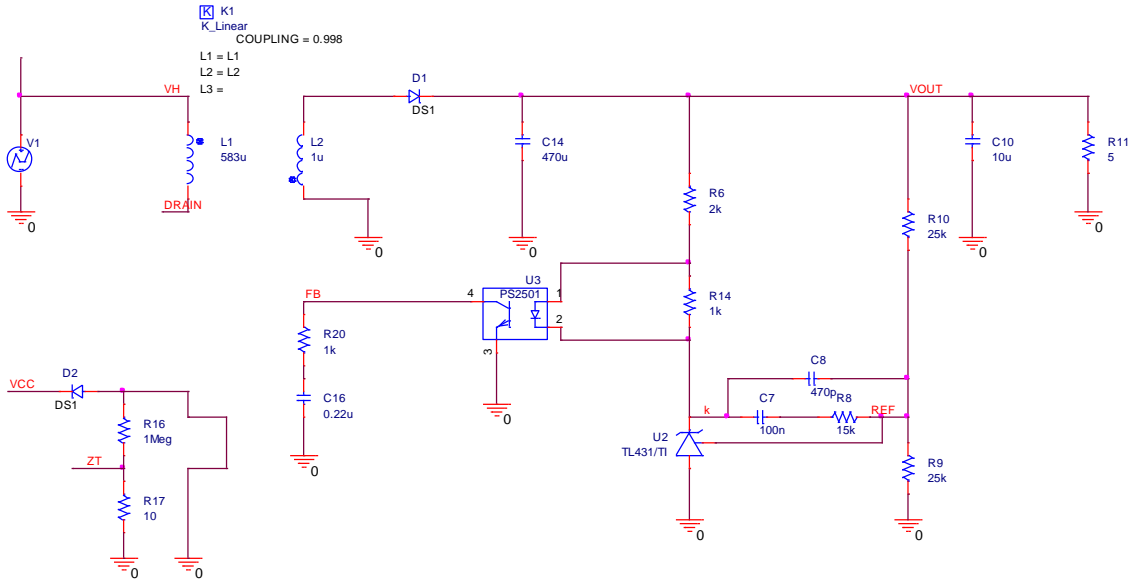 K K1
K_Linear
COUPLING = 0.998
L1 = L1
L2 = L2
L3 =
VH
V1
0
L1
583u
DRAIN
L2
1u
0
D1
DS1
C14
470u
0
VOUT
C10
10u
0
R11
5
0
R6
2k
R10
25k
U3
PS2501
4
1
2
3
0
R14
1k
FB
R20
1k
C16
0.22u
0
C8
470p
k
C7
100n
R8
15k
REF
U2
TL431/TI
0
R9
25k
0
VCC
D2
DS1
R16
1Meg
ZT
R17
10
0
0